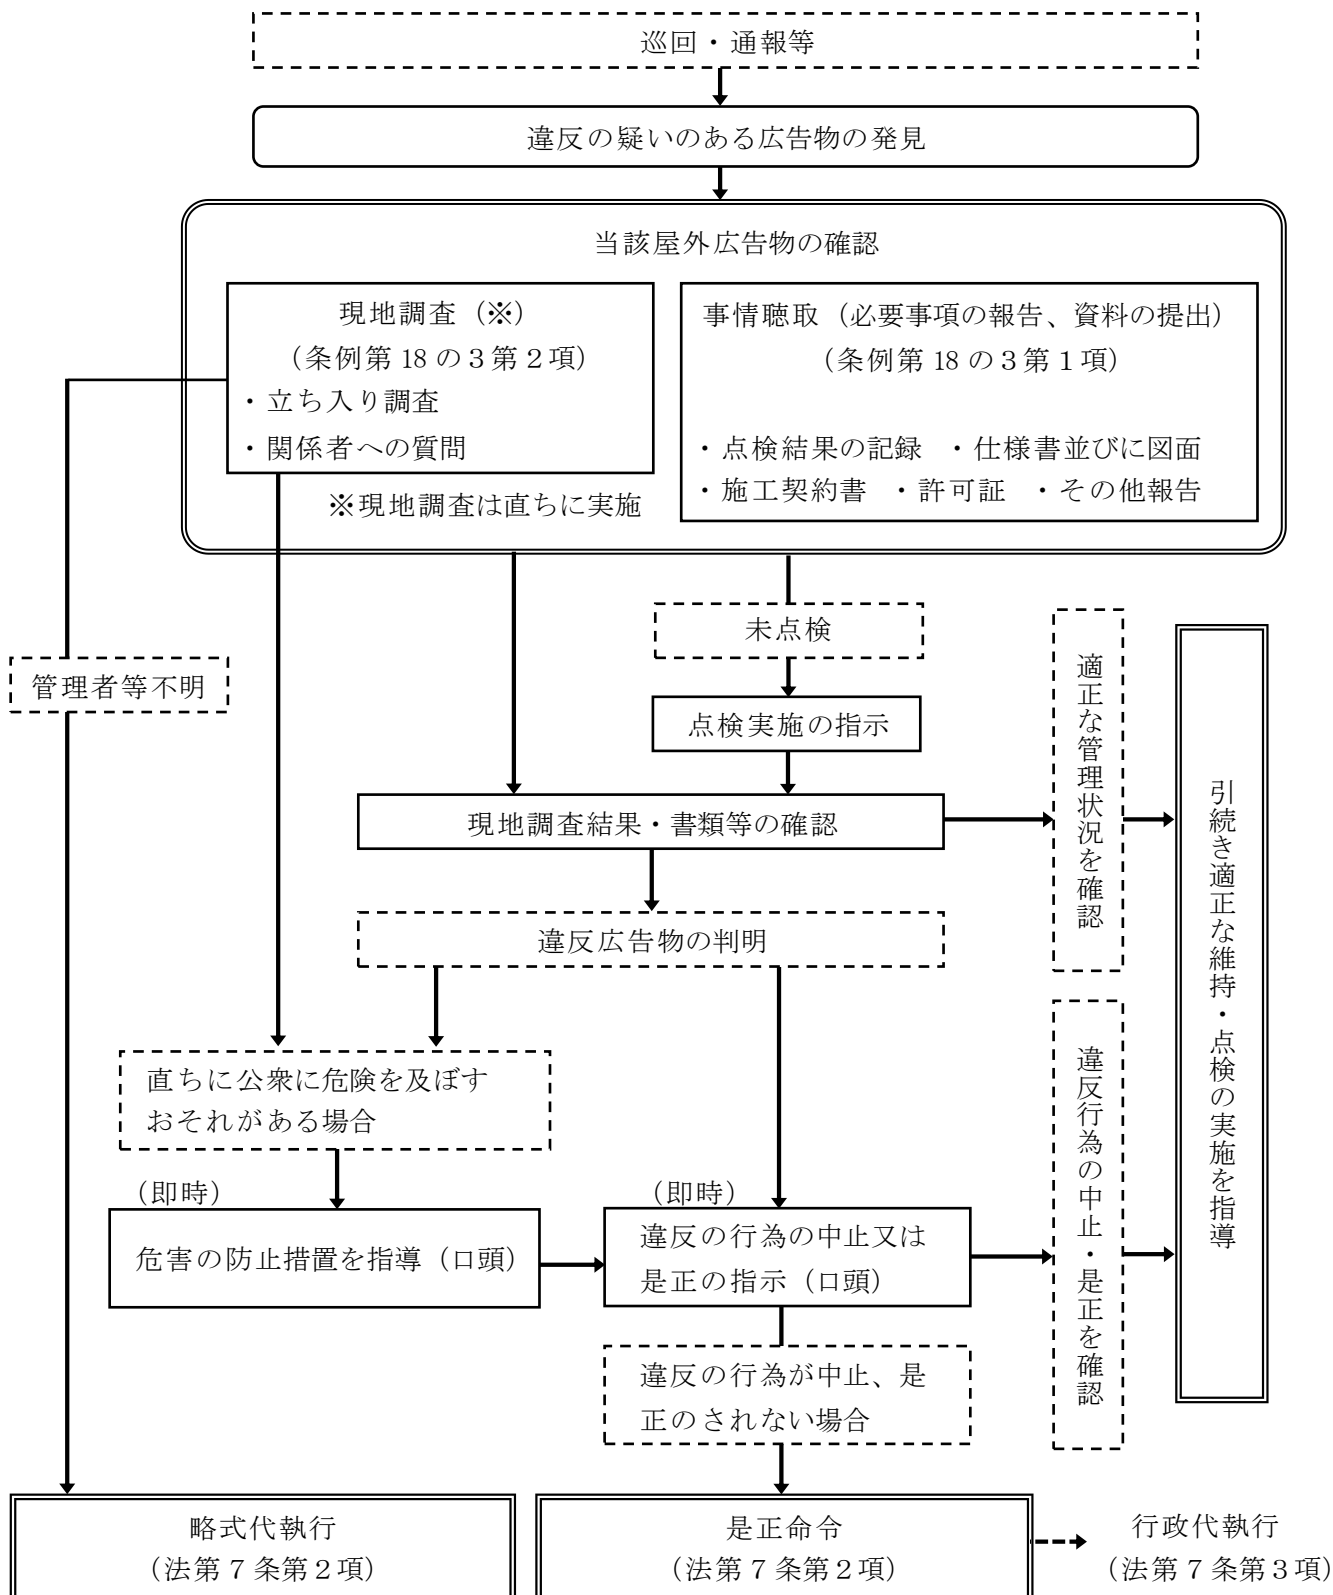 巡回・通報等
違反の疑いのある広告物の発見
当該屋外広告物の確認
現地調査（※）
（条例第 18 の３第２項）
・立ち入り調査
・関係者への質問
※現地調査は直ちに実施
事情聴取（必要事項の報告、資料の提出）
（条例第 18 の３第１項）
・点検結果の記録　・仕様書並びに図面
・施工契約書　・許可証　・その他報告
未点検
管理者等不明
点検実施の指示
現地調査結果・書類等の確認
適正な管理状況を確認
引続き適正な維持・点検の実施を指導
違反広告物の判明
直ちに公衆に危険を及ぼす
おそれがある場合
（即時）
危害の防止措置を指導（口頭）
（即時）
違反の行為の中止又は
是正の指示（口頭）
違反行為の中止・是正を確認
違反の行為が中止、是
正のされない場合
略式代執行
（法第７条第２項）
是正命令
（法第７条第２項）
行政代執行
（法第７条第３項）